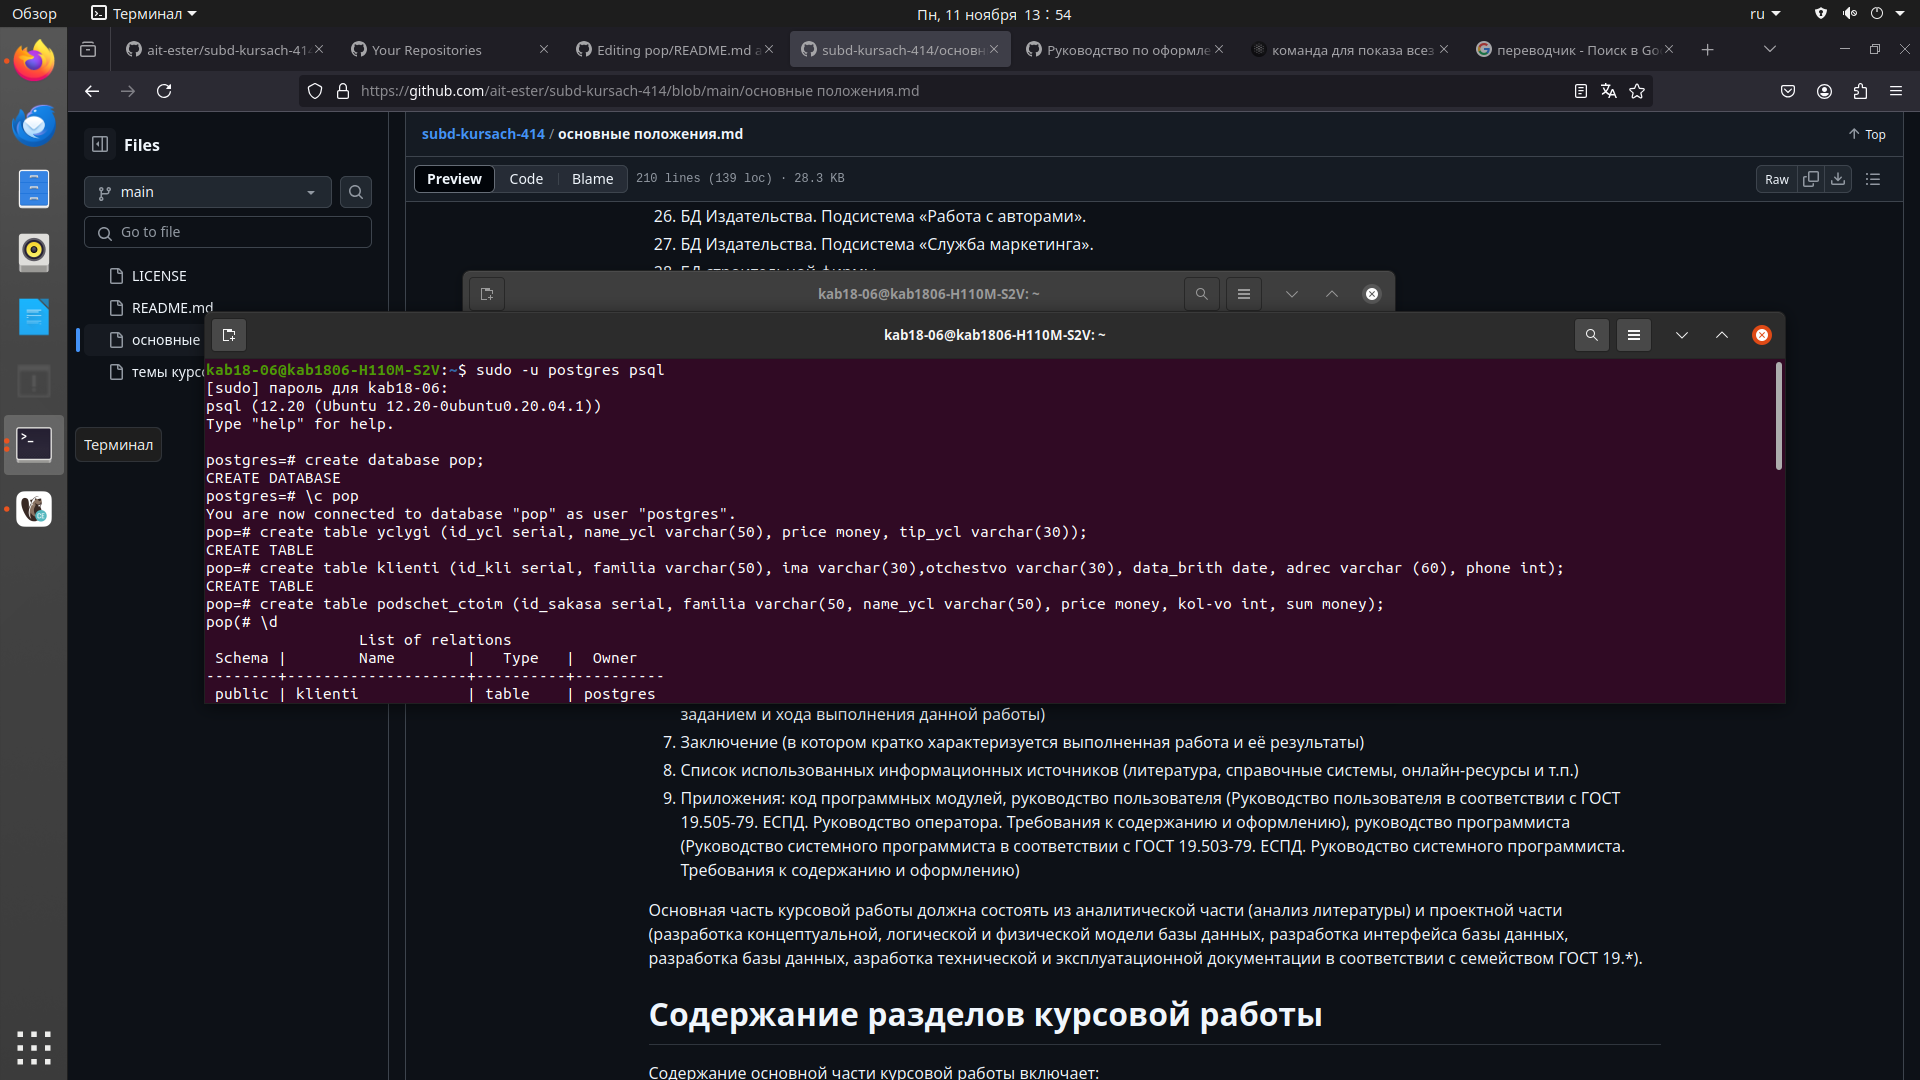 Обзор
Терминал
Пн, 11 ноября 13 : 54
ru
ait-ester/subd-kursach-41
Your Repositories
Editing pop/README.md a
subd-kursach-414/основн
Руководство по оформле
команда для показа всез
переводчик - Поиск в Go
https://github.com/ait-ester/subd-kursach-414/blob/main/основные положения.md
Files
main
Go to file
LICENSE
README.md
основные
темы курсо
Терминал
subd-kursach-414 / основные положения.md
Top
Preview
Code
Blame
210 lines (139 loc) · 28.3 KB
Raw
26. БД Издательства. Подсистема «Работа с авторами».
27. БД Издательства. Подсистема «Служба маркетинга».
28. БД строительной фирмы
kab18-06@kab1806-H110M-S2V: ~
kab18-06@kab1806-H110M-S2V: ~
kab18-06@kab1806-H110M-S2V:~$ sudo -u postgres psql
[sudo] пароль для kab18-06:
psql (12.20 (Ubuntu 12.20-0ubuntu0.20.04.1))
Type "help" for help.
postgres=# create database pop;
CREATE DATABASE
postgres=# \c pop
You are now connected to database "pop" as user "postgres".
pop=# create table yclygi (id_ycl serial, name_ycl varchar(50), price money, tip_ycl varchar(30));
CREATE TABLE
pop=# create table klienti (id_kli serial, familia varchar(50), ima varchar(30),otchestvo varchar(30), data_brith date, adrec varchar (60), phone int);
CREATE TABLE
pop=# create table podschet_ctoim (id_sakasa serial, familia varchar(50, name_ycl varchar(50), price money, kol-vo int, sum money);
pop(# \d
List of relations
Schema | Name | Type | Owner
--------+--------------------+----------+----------
public | klienti | table | postgres
заданием и хода выполнения данной работы)
7. Заключение (в котором кратко характеризуется выполненная работа и её результаты)
8. Список использованных информационных источников (литература, справочные системы, онлайн-ресурсы и т.п.)
9. Приложения: код программных модулей, руководство пользователя (Руководство пользователя в соответствии с ГОСТ
19.505-79. ЕСПД. Руководство оператора. Требования к содержанию и оформлению), руководство программиста
(Руководство системного программиста в соответствии с ГОСТ 19.503-79. ЕСПД. Руководство системного программиста.
Требования к содержанию и оформлению)
Основная часть курсовой работы должна состоять из аналитической части (анализ литературы) и проектной части
(разработка концептуальной, логической и физической модели базы данных, разработка интерфейса базы данных,
разработка базы данных, азработка технической и эксплуатационной документации в соответствии с семейством ГОСТ 19.*).
Содержание разделов курсовой работы
Содержание основной части курсовой работы включает: